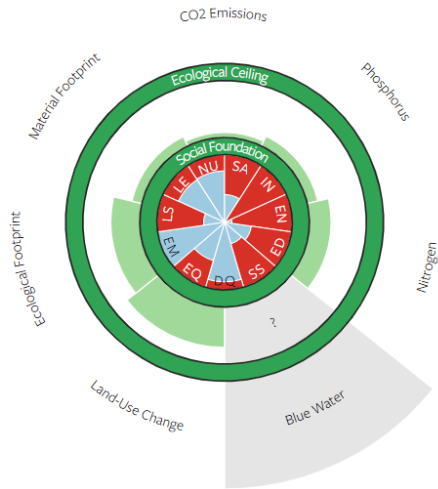 CO2 Emissions
Phosphorus
Nitrogen
Blue Water
Land-Use Change
Ecological Footprint
Material Footprint
Ecological Ceiling
Social Foundation
SA
IN
EN
ED
SS
DQ
EQ
EM
LS
LE
NU
?